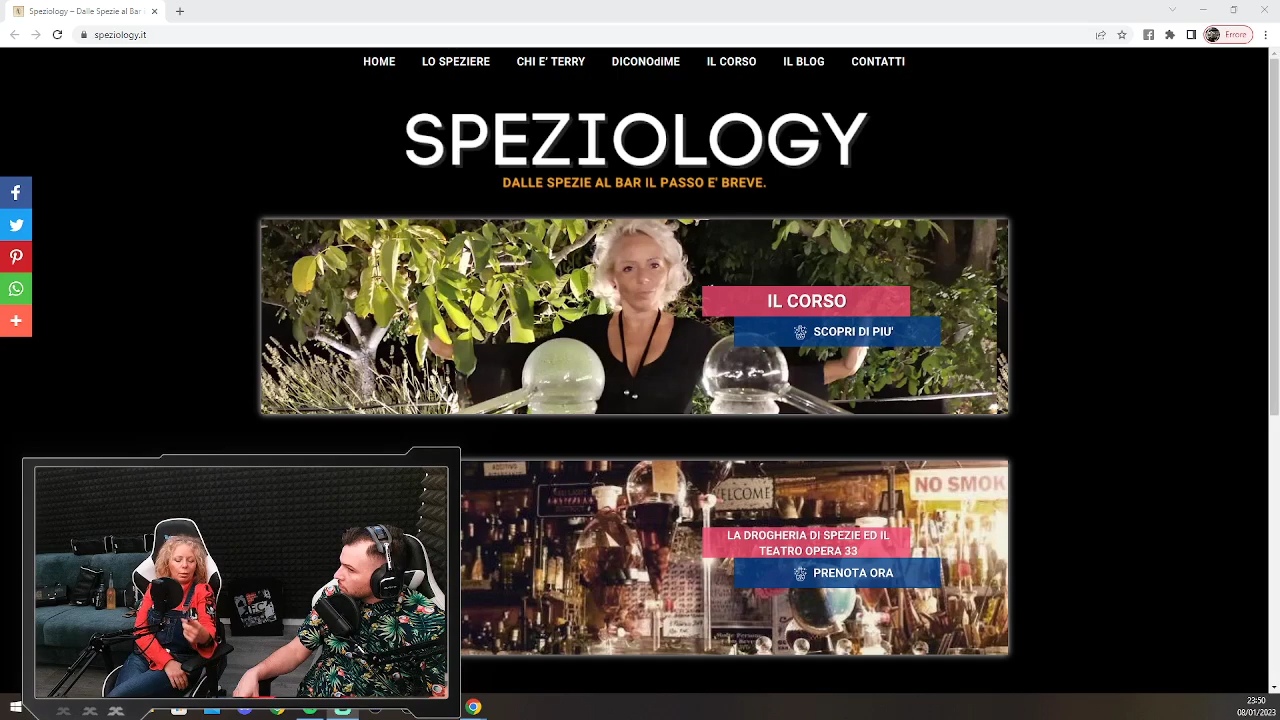 Speziology – Dalle Spezie al Bar
speziology.it
Errore
HOME LO SPEZIERE CHI E' TERRY DICONOdIME IL CORSO IL BLOG CONTATTI
SPEZIOLOGY
DALLE SPEZIE AL BAR IL PASSO E' BREVE.
IL CORSO
SCOPRI DI PIU'
WELCOME
NO SMOK
LA DROGHERIA DI SPEZIE ED IL
TEATRO OPERA 33
PRENOTA ORA
23:50
08/01/2023